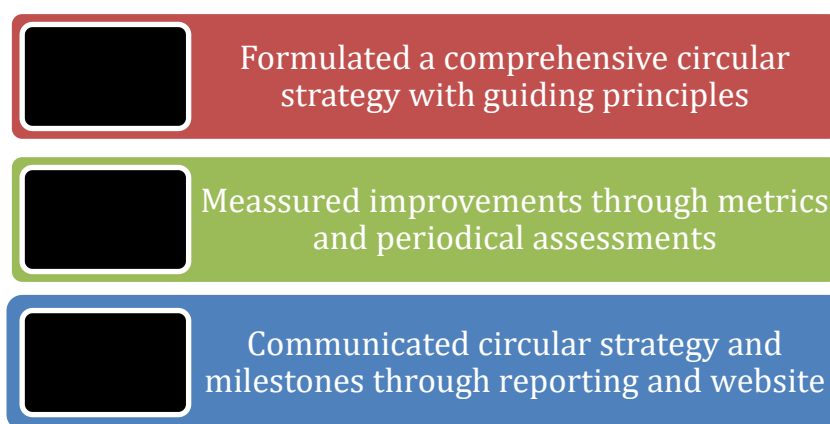 Formulated a comprehensive circular
strategy with guiding principles
Meassured improvements through metrics
and periodical assessments
Communicated circular strategy and
milestones through reporting and website